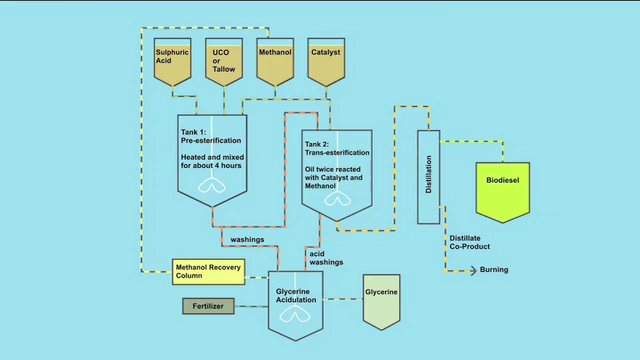 Sulphuric
Acid
UCO
or
Tallow
Methanol
Catalyst
Tank 1:
Pre-esterification
Heated and mixed
for about 4 hours
Tank 2:
Trans-esterification
Oil twice reacted
with Catalyst and
Methanol
Distillation
Biodiesel
washings
acid
washings
Distillate
Co-Product
Burning
Methanol Recovery
Column
Glycerine
Acidulation
Glycerine
Fertilizer